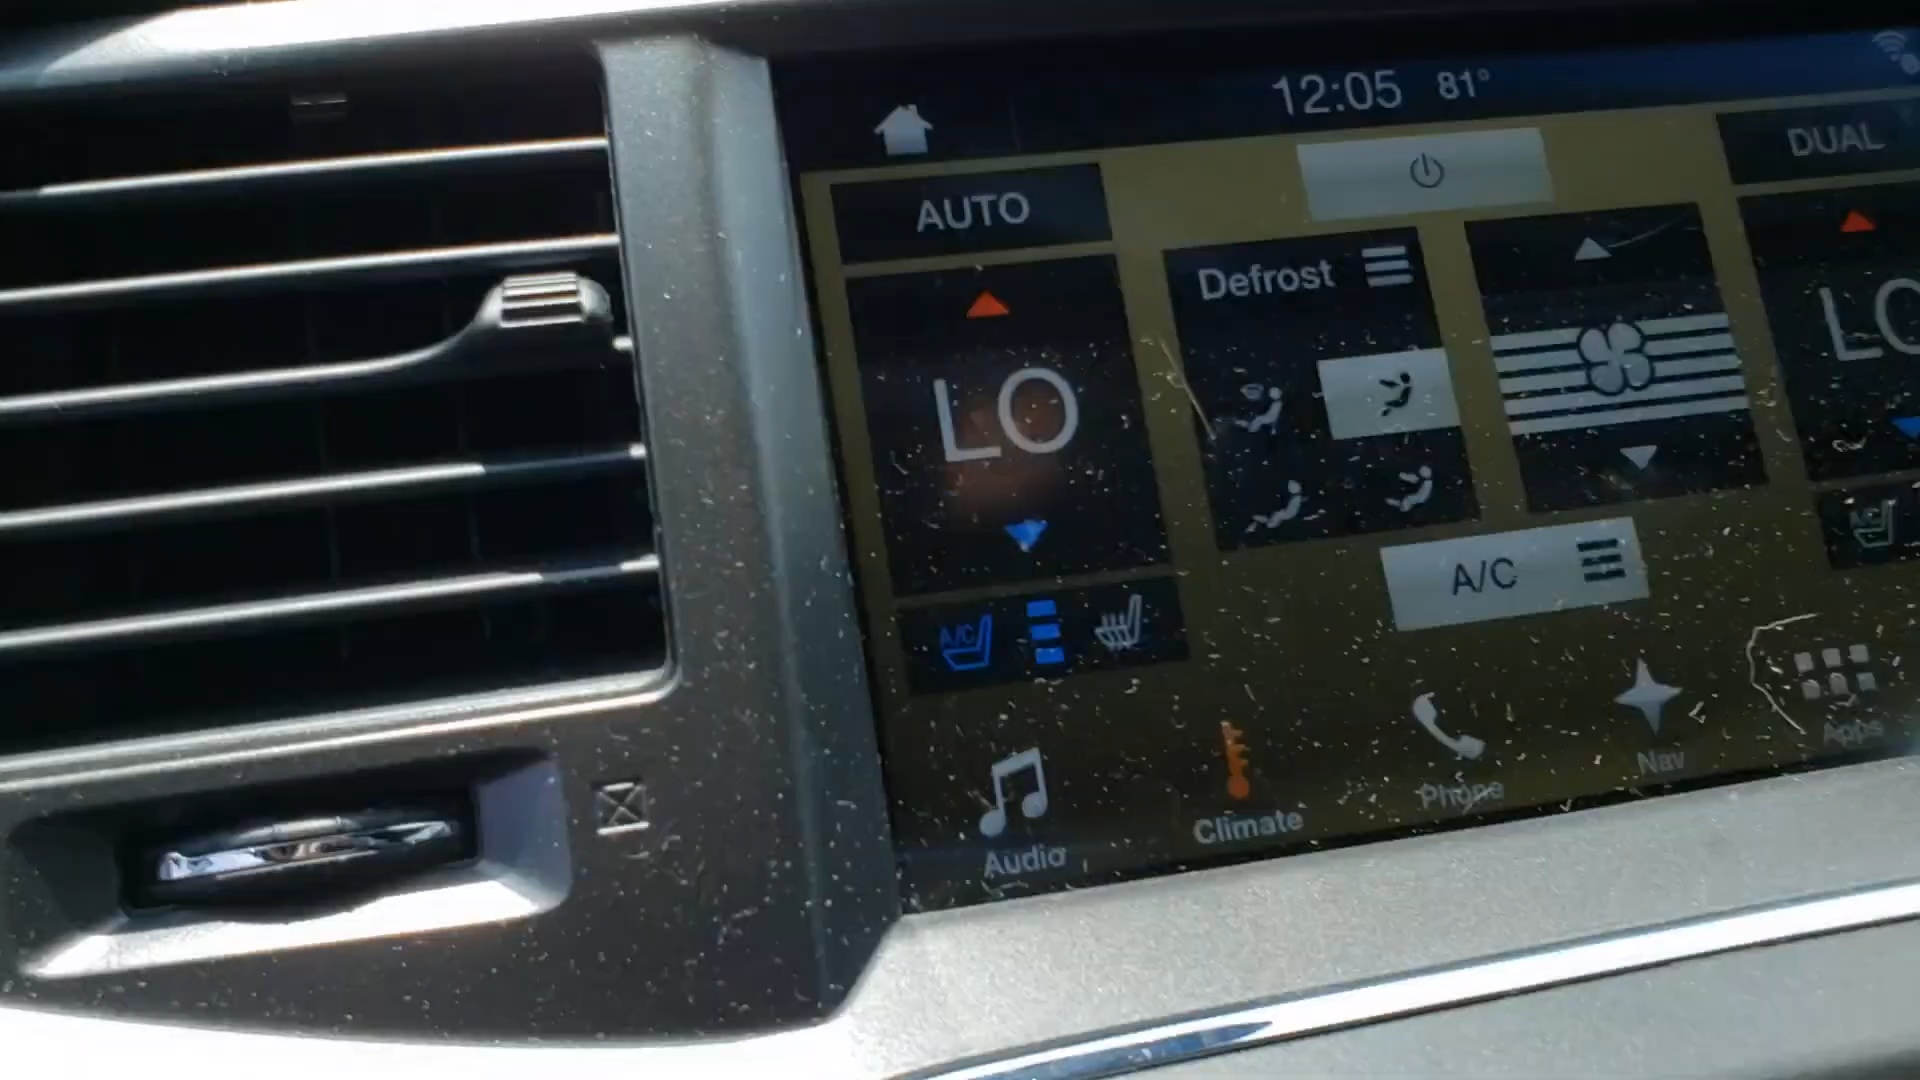 12:05 81°
AUTO
DUAL
Defrost
LO
LO
A/C
A/C
Audio
Climate
Phone
Nav
Apps